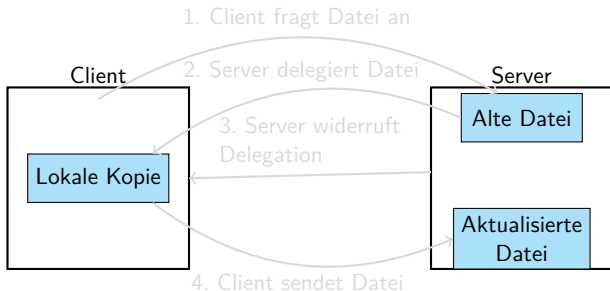 1. Client fragt Datei an
Client
2. Server delegiert Datei
Server
Alte Datei
3. Server widerruft
Delegation
Lokale Kopie
Aktualisierte
Datei
4. Client sendet Datei